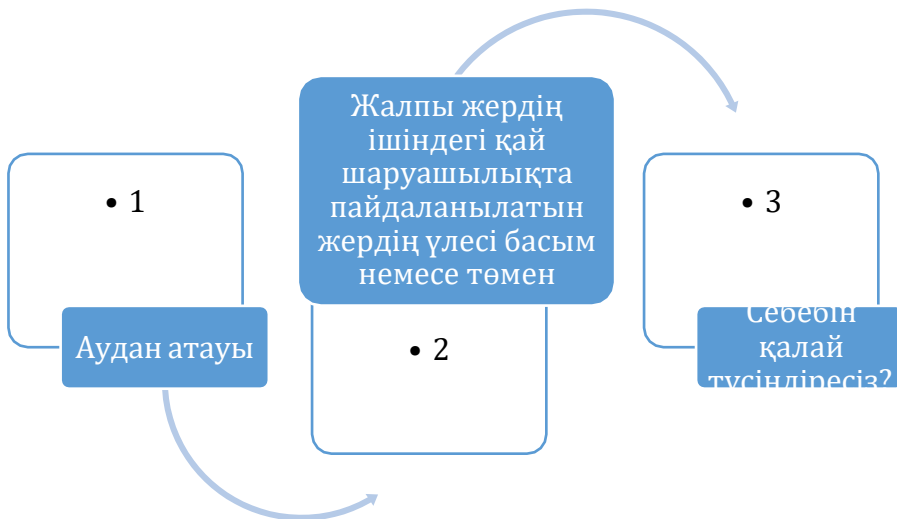 • 1
Аудан атауы
Жалпы жердің
ішіндегі қай
шаруашылықта
пайдаланылатын
жердің үлесі басым
немесе төмен
• 2
• 3
Себебін
қалай
түсіндіресіз?